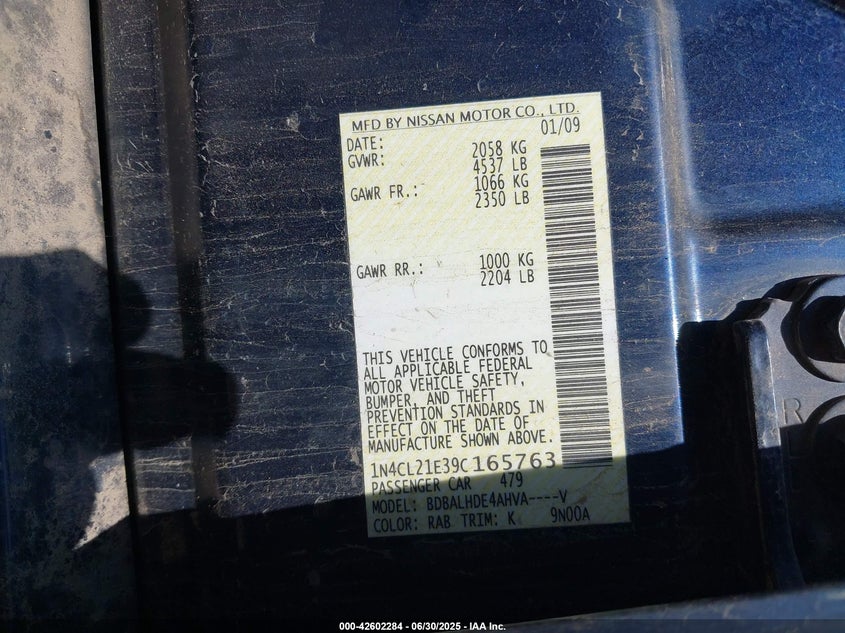 MFD BY NISSAN MOTOR CO., LTD.
DATE: 01/09
GVWR: 2058 KG
4537 LB
GAWR FR.: 1066 KG
2350 LB
GAWR RR.: 1000 KG
2204 LB
THIS VEHICLE CONFORMS TO
ALL APPLICABLE FEDERAL
MOTOR VEHICLE SAFETY,
BUMPER, AND THEFT
PREVENTION STANDARDS IN
EFFECT ON THE DATE OF
MANUFACTURE SHOWN ABOVE.
1N4CL21E39C165763
PASSENGER CAR 479
MODEL: BDBALHDE4AHVA----V
COLOR: RAB TRIM: K 9N00A
R
000-42602284 - 06/30/2025 - IAA Inc.